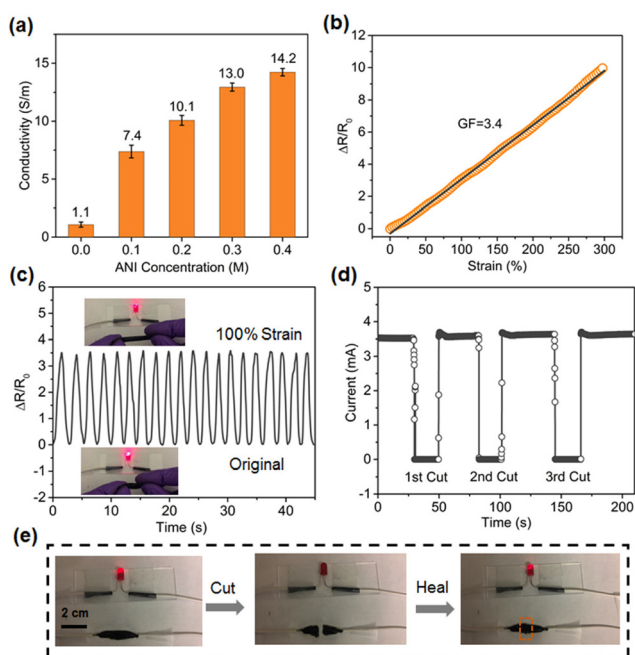 (a)
Conductivity (S/m)
15
10
5
0
1.1
7.4
10.1
13.0
14.2
0.0 0.1 0.2 0.3 0.4
ANI Concentration (M)
(b)
ΔR/R0
10
8
6
4
2
0
GF=3.4
0 50 100 150 200 250 300
Strain (%)
(c)
ΔR/R0
6
5
4
3
2
1
0
-1
-2
100% Strain
Original
0 10 20 30 40
Time (s)
(d)
Current (mA)
5
4
3
2
1
0
-1
1st Cut 2nd Cut 3rd Cut
0 50 100 150 200
Time (s)
(e)
2 cm
Cut
Heal